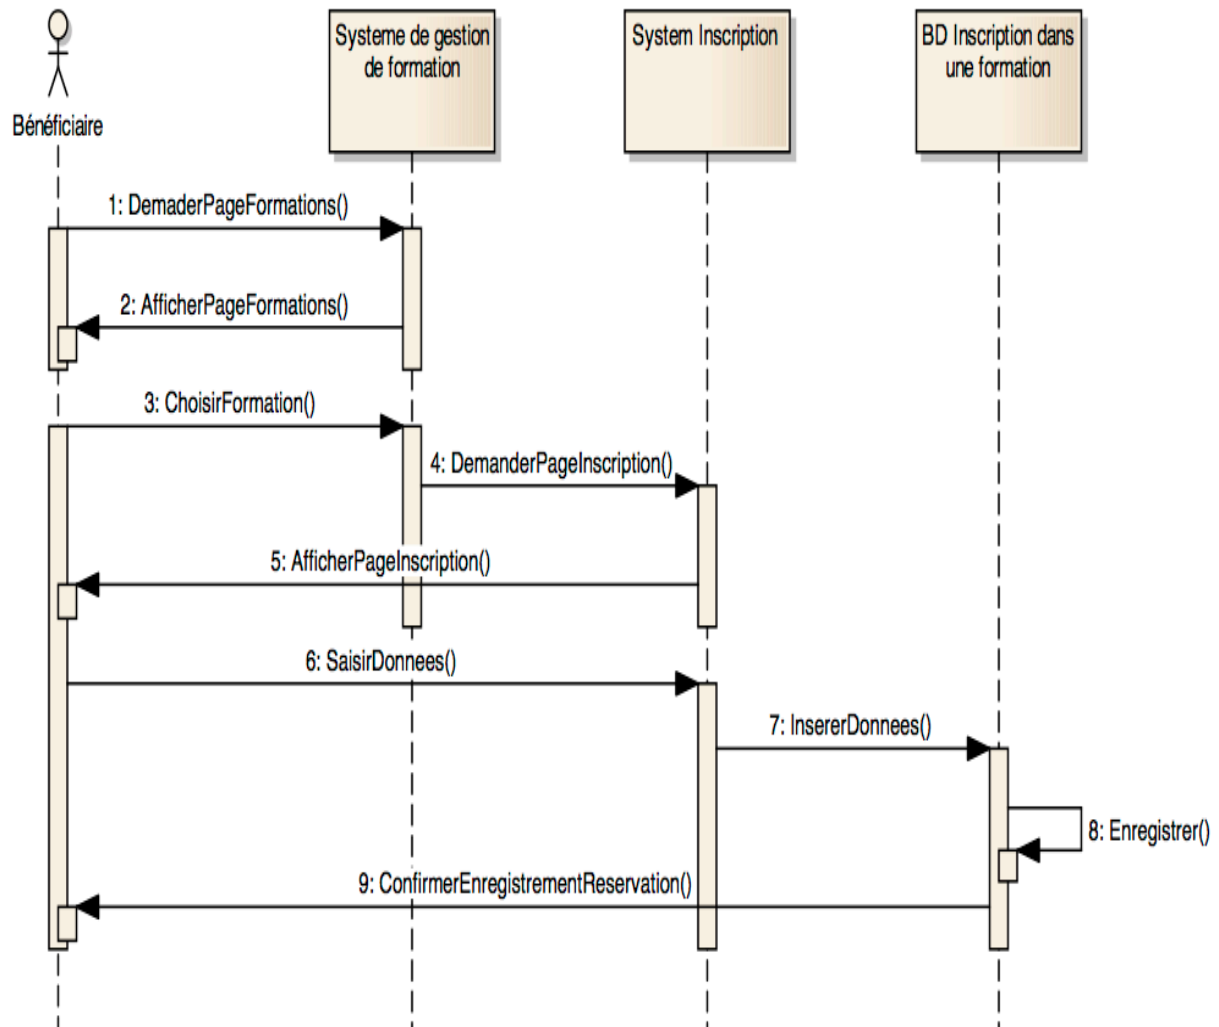 Systeme de gestion
de formation
System Inscription
BD Inscription dans
une formation
Bénéficiaire
1: DemaderPageFormations()
2: AfficherPageFormations()
3: ChoisirFormation()
4: DemanderPageInscription()
5: AfficherPageInscription()
6: SaisirDonnees()
7: InsererDonnees()
8: Enregistrer()
9: ConfirmerEnregistrementReservation()